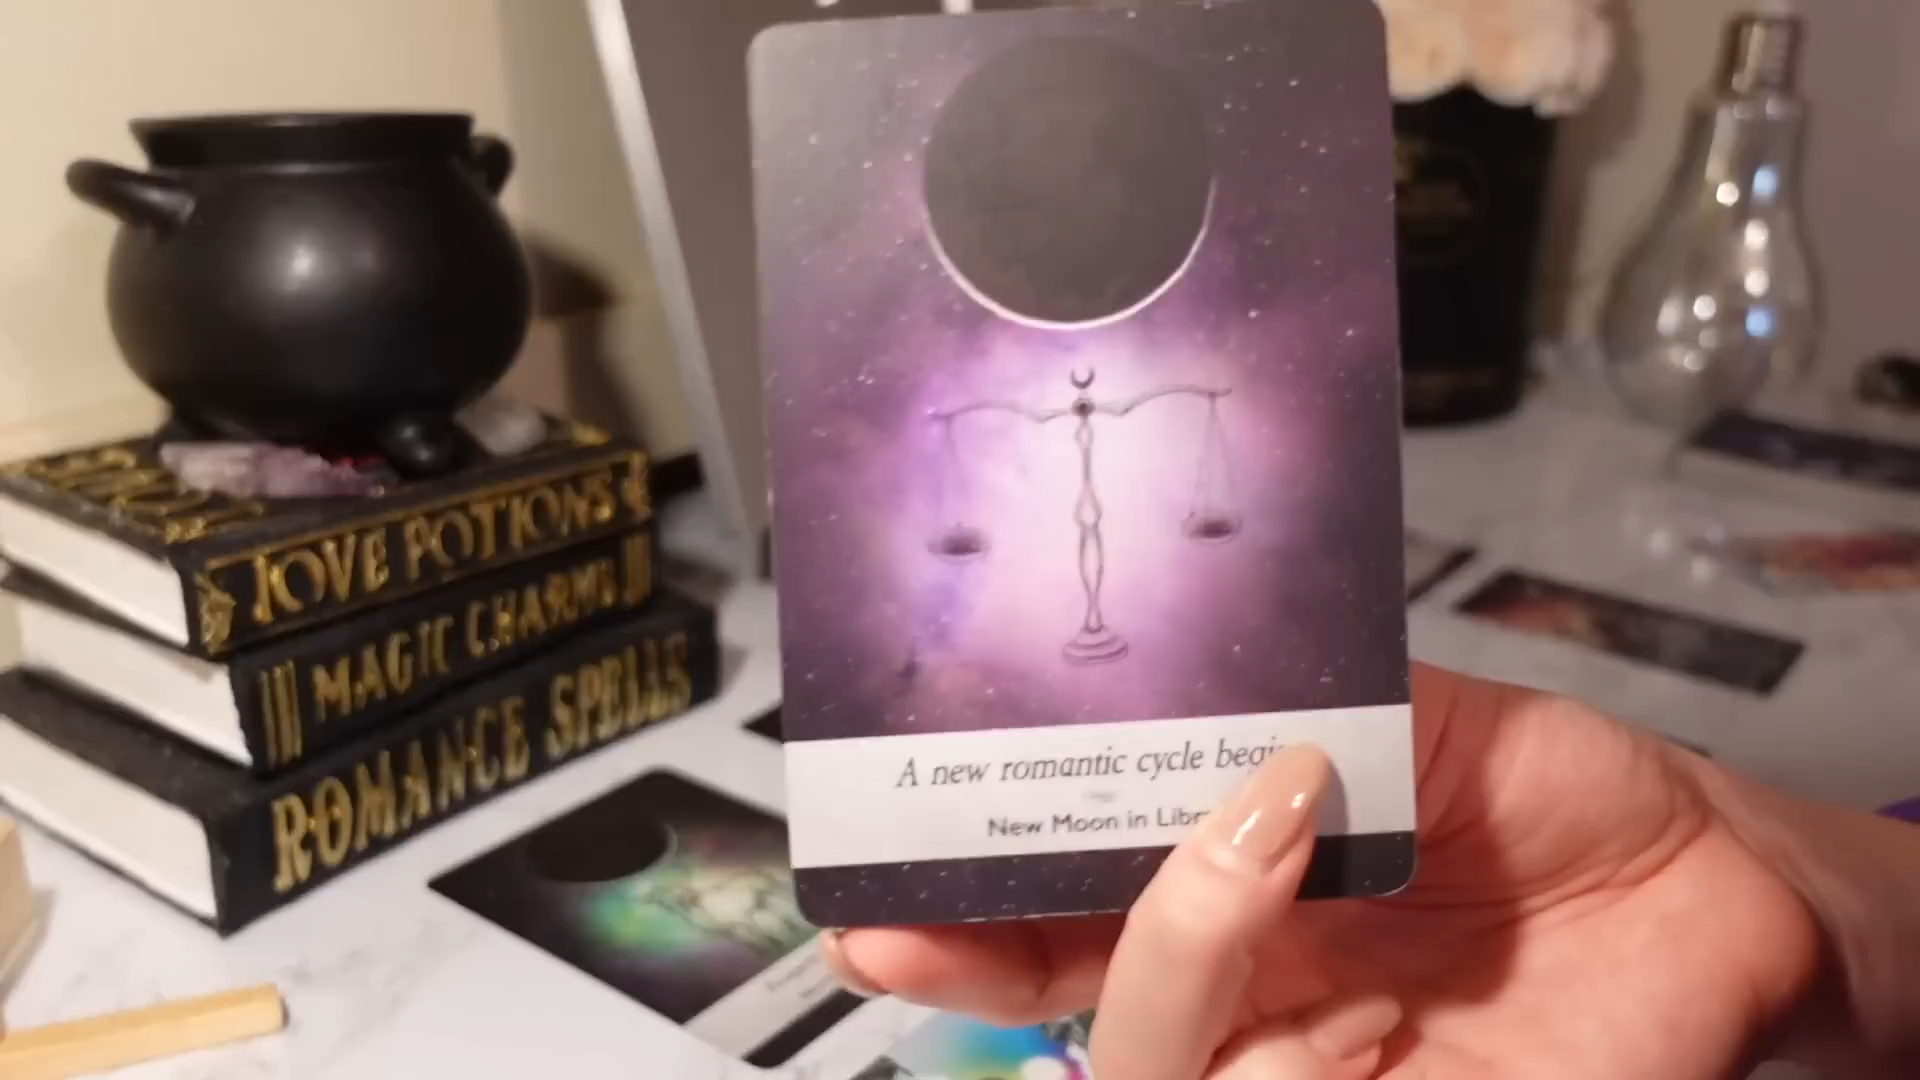 LOVE POTIONS
MAGIC CHARMS
ROMANCE SPELLS
A new romantic cycle begi
New Moon in Libr